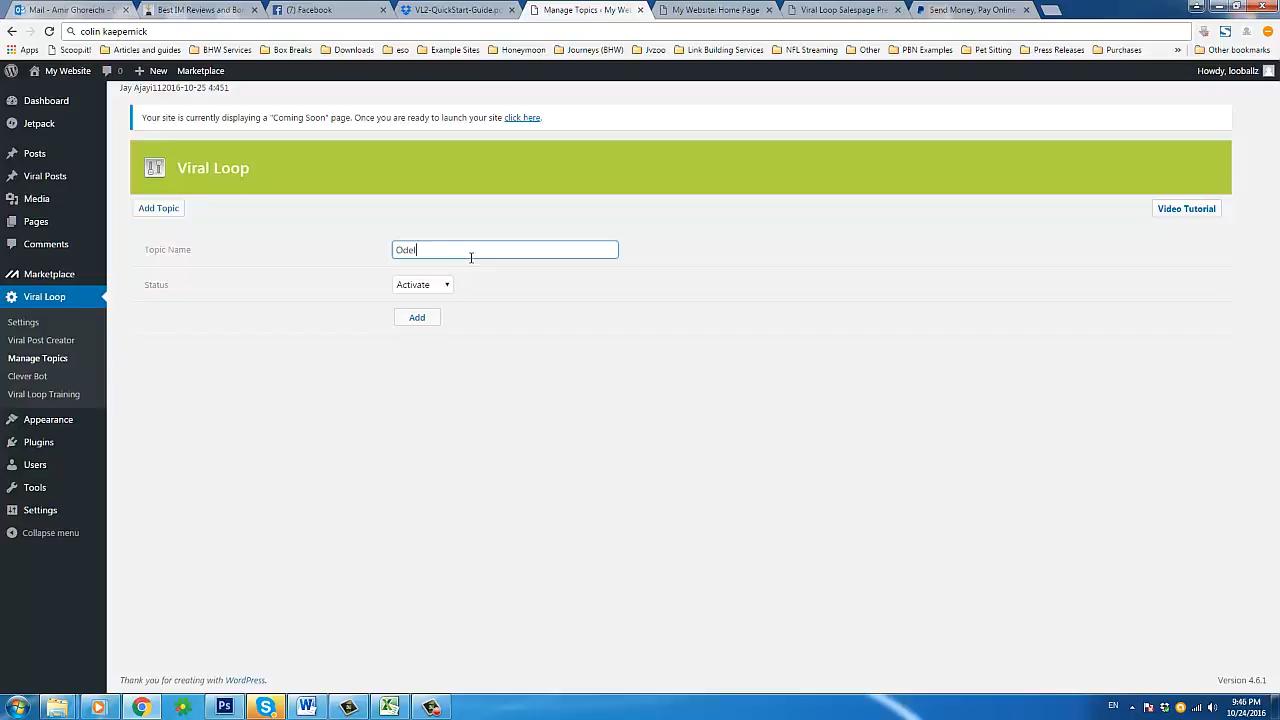 Mail - Amir Ghoreichi - O
Best IM Reviews and Bon
(7) Facebook
VL2-QuickStart-Guide.pd
Manage Topics ‹ My Web
My Website: Home Page
Viral Loop Salespage Pre
Send Money, Pay Online
colin kaepernick
Apps
Scoop.it!
Articles and guides
BHW Services
Box Breaks
Downloads
eso
Example Sites
Honeymoon
Journeys (BHW)
Jvzoo
Link Building Services
NFL Streaming
Other
PBN Examples
Pet Sitting
Press Releases
Purchases
»
Other bookmarks
My Website
0
New
Marketplace
Howdy, looballz
Jay Ajayi112016-10-25 4:451
Dashboard
Jetpack
Posts
Viral Posts
Media
Pages
Comments
Marketplace
Viral Loop
Settings
Viral Post Creator
Manage Topics
Clever Bot
Viral Loop Training
Appearance
Plugins
Users
Tools
Settings
Collapse menu
Your site is currently displaying a "Coming Soon" page. Once you are ready to launch your site click here.
Viral Loop
Add Topic
Video Tutorial
Topic Name
Odel
Status
Activate
Add
Thank you for creating with WordPress.
Version 4.6.1
EN
9:46 PM
10/24/2016